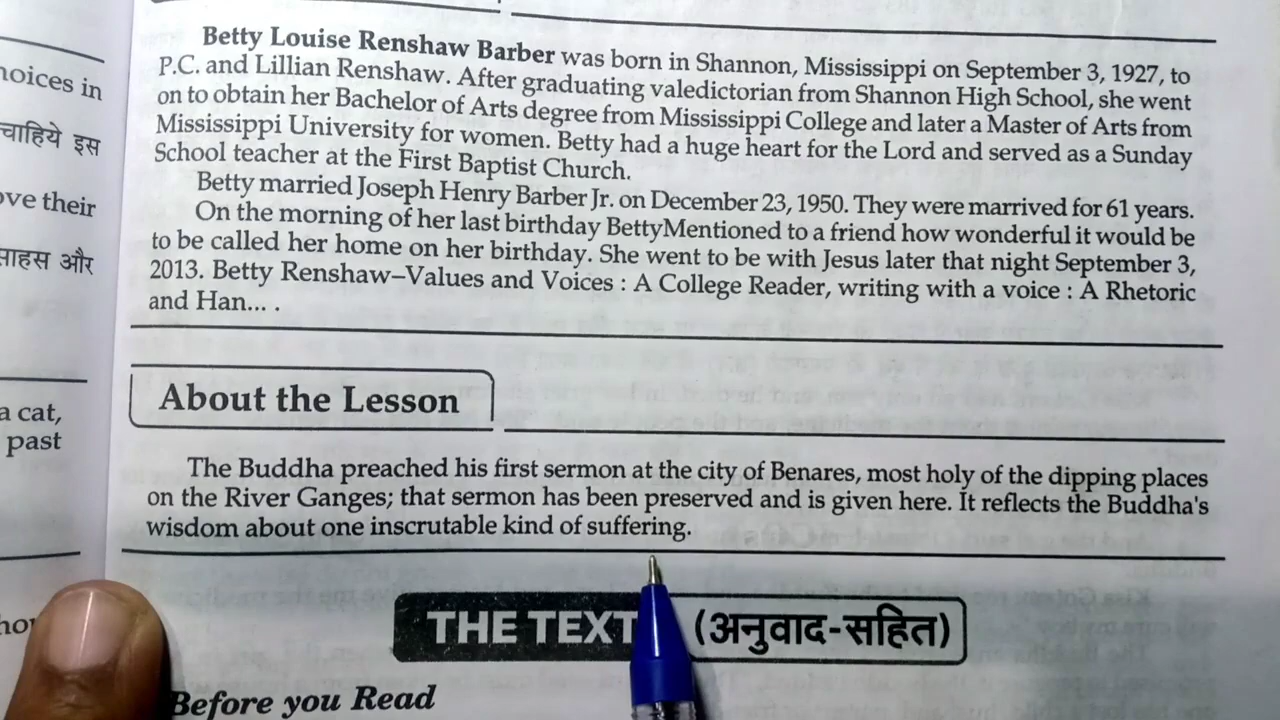 hoices in
चाहिये इस
ove their
साहस और
a cat,
past
Betty Louise Renshaw Barber was born in Shannon, Mississippi on September 3, 1927, to
P.C. and Lillian Renshaw. After graduating valedictorian from Shannon High School, she went
on to obtain her Bachelor of Arts degree from Mississippi College and later a Master of Arts from
Mississippi University for women. Betty had a huge heart for the Lord and served as a Sunday
School teacher at the First Baptist Church.
Betty married Joseph Henry Barber Jr. on December 23, 1950. They were marrived for 61 years.
On the morning of her last birthday BettyMentioned to a friend how wonderful it would be
to be called her home on her birthday. She went to be with Jesus later that night September 3,
2013. Betty Renshaw–Values and Voices : A College Reader, writing with a voice : A Rhetoric
and Han... .
About the Lesson
The Buddha preached his first sermon at the city of Benares, most holy of the dipping places
on the River Ganges; that sermon has been preserved and is given here. It reflects the Buddha's
wisdom about one inscrutable kind of suffering.
THE TEXT (अनुवाद-सहित)
Before you Read